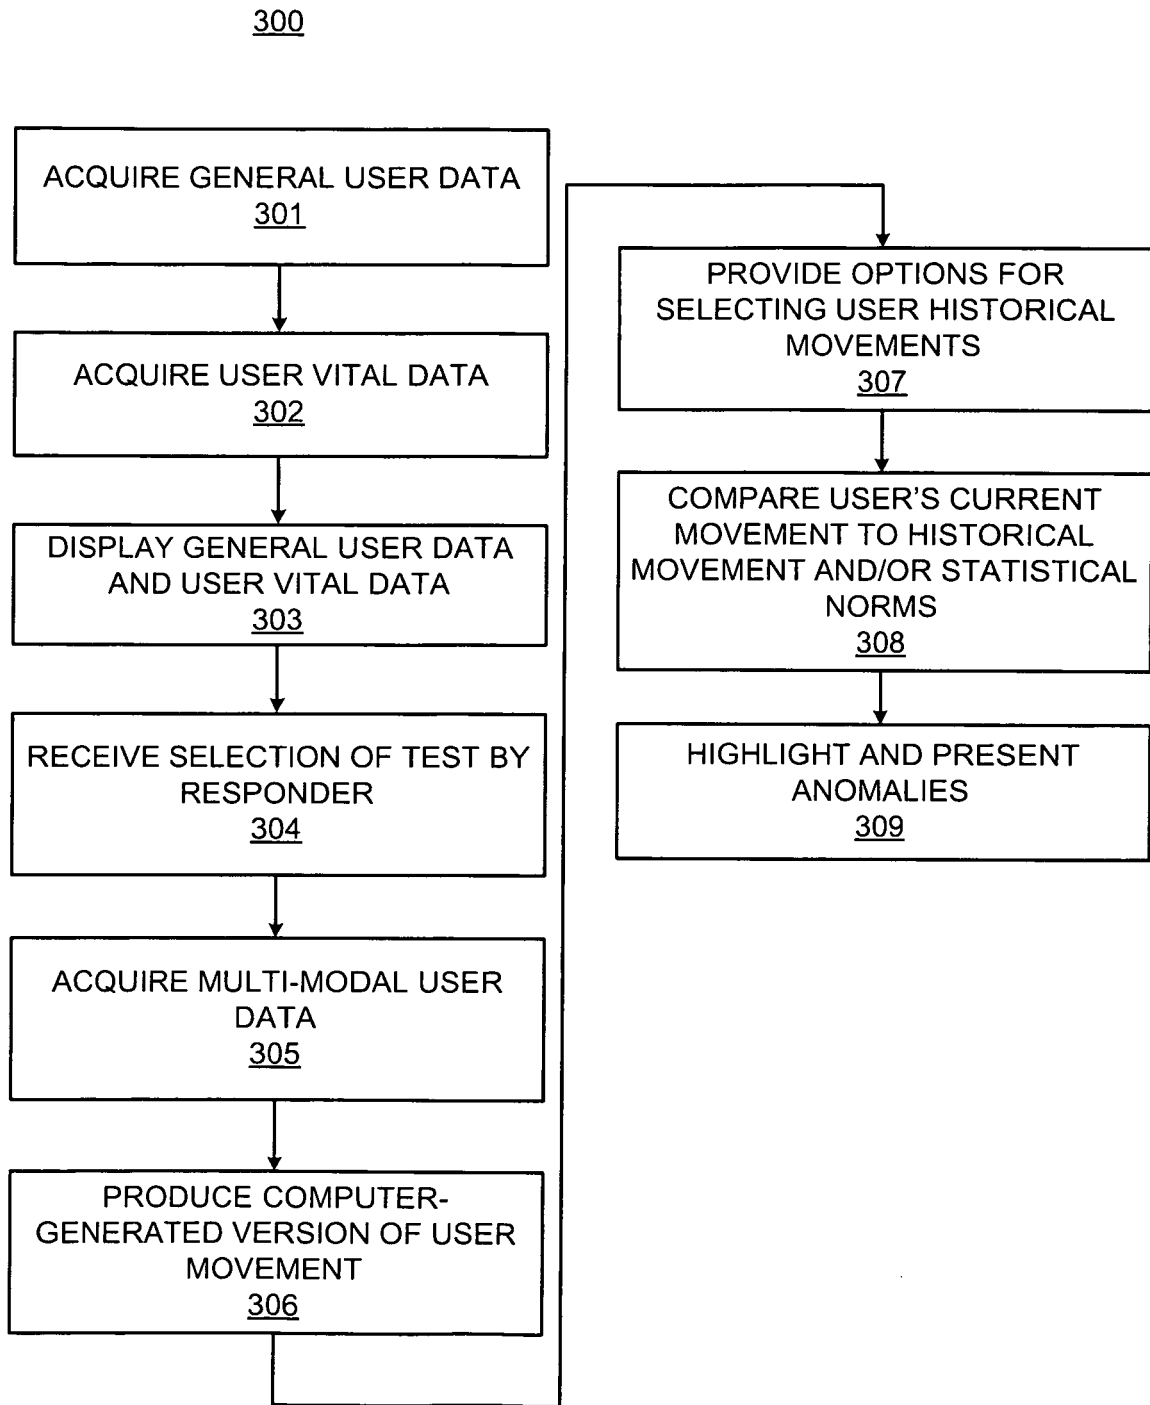 300
ACQUIRE GENERAL USER DATA
301
ACQUIRE USER VITAL DATA
302
DISPLAY GENERAL USER DATA
AND USER VITAL DATA
303
RECEIVE SELECTION OF TEST BY
RESPONDER
304
ACQUIRE MULTI-MODAL USER
DATA
305
PRODUCE COMPUTER-
GENERATED VERSION OF USER
MOVEMENT
306
PROVIDE OPTIONS FOR
SELECTING USER HISTORICAL
MOVEMENTS
307
COMPARE USER'S CURRENT
MOVEMENT TO HISTORICAL
MOVEMENT AND/OR STATISTICAL
NORMS
308
HIGHLIGHT AND PRESENT
ANOMALIES
309